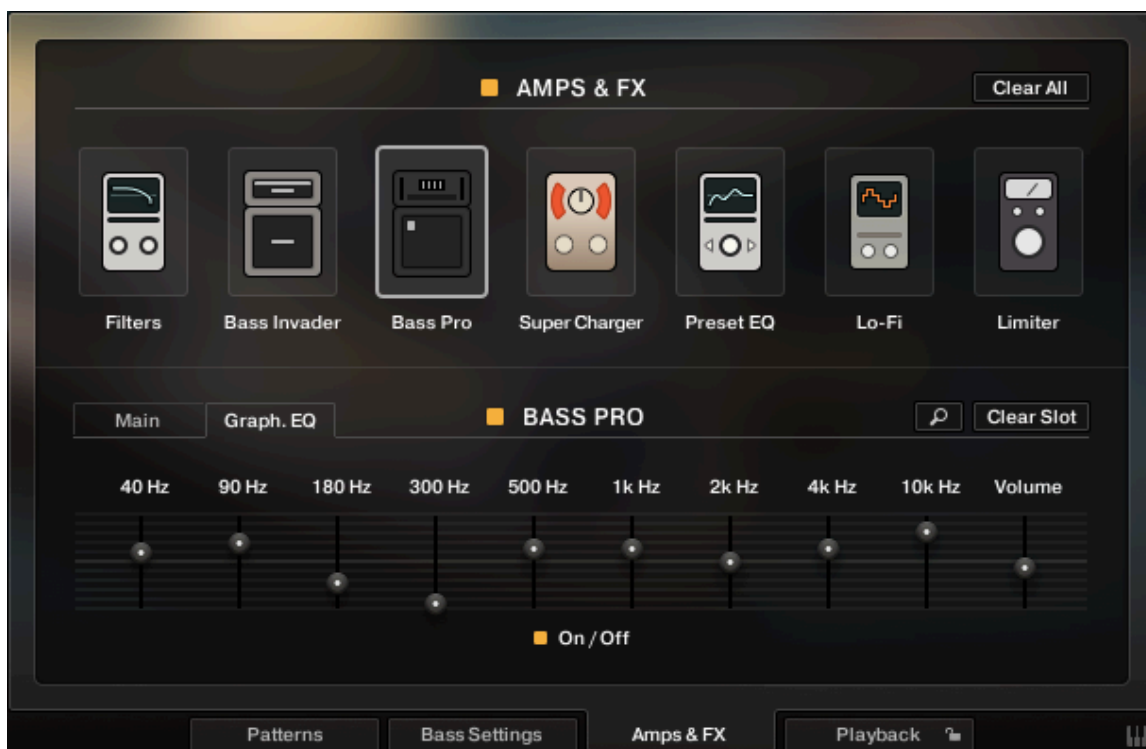 AMPS & FX
Clear All
Filters Bass Invader Bass Pro Super Charger Preset EQ Lo-Fi Limiter
Main Graph. EQ BASS PRO Clear Slot
40 Hz 90 Hz 180 Hz 300 Hz 500 Hz 1k Hz 2k Hz 4k Hz 10k Hz Volume
On / Off
Patterns Bass Settings Amps & FX Playback